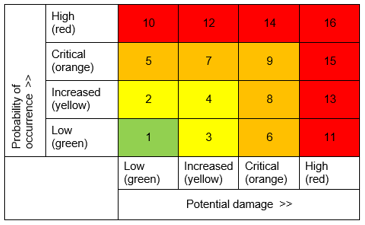 Probability of
occurrence >>
High
(red)
10 12 14 16
Critical
(orange)
5 7 9 15
Increased
(yellow)
2 4 8 13
Low
(green)
1 3 6 11
Low
(green)
Increased
(yellow)
Critical
(orange)
High
(red)
Potential damage >>